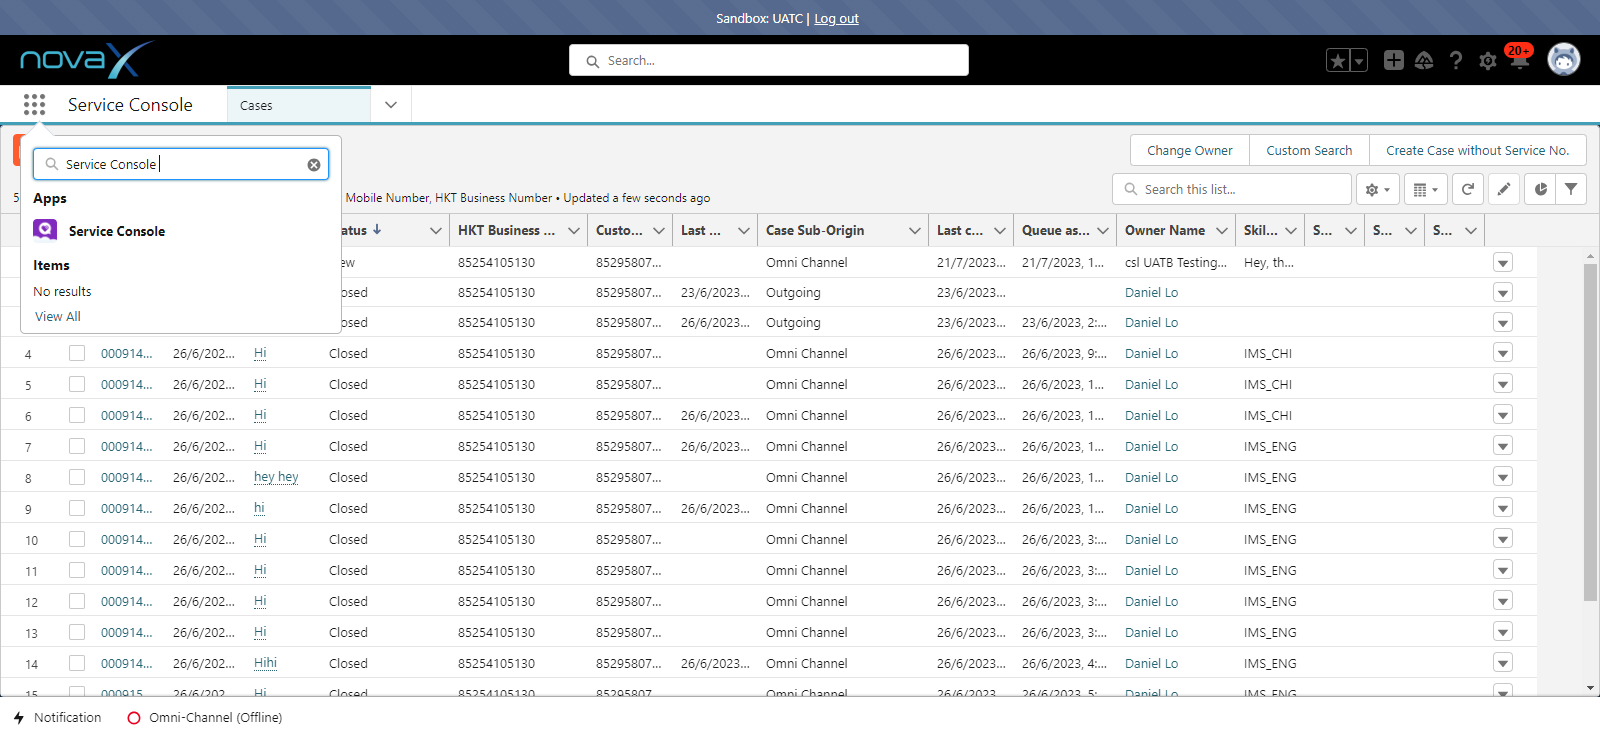 Sandbox: UATC | Log out
novaX
Search...
20+
Service Console
Cases
Service Console
Change Owner
Custom Search
Create Case without Service No.
Apps
Mobile Number, HKT Business Number • Updated a few seconds ago
Search this list...
Service Console
HKT Business ... Custo... Last ... Case Sub-Origin Last c... Queue as... Owner Name Skil... S... S... S...
Items
No results
View All
85254105130 85295807... Omni Channel 21/7/2023... 21/7/2023, 1... csl UATB Testing... Hey, th...
85254105130 85295807... 23/6/2023... Outgoing 23/6/2023... Daniel Lo
85254105130 85295807... 26/6/2023... Outgoing 23/6/2023... 23/6/2023, 2:... Daniel Lo
4 000914... 26/6/202... Hi Closed 85254105130 85295807... Omni Channel 26/6/2023... 26/6/2023, 9:... Daniel Lo IMS_CHI
5 000914... 26/6/202... Hi Closed 85254105130 85295807... Omni Channel 26/6/2023... 26/6/2023, 1... Daniel Lo IMS_CHI
6 000914... 26/6/202... Hi Closed 85254105130 85295807... 26/6/2023... Omni Channel 26/6/2023... 26/6/2023, 1... Daniel Lo IMS_CHI
7 000914... 26/6/202... Hi Closed 85254105130 85295807... 26/6/2023... Omni Channel 26/6/2023... 26/6/2023, 1... Daniel Lo IMS_ENG
8 000914... 26/6/202... hey hey Closed 85254105130 85295807... Omni Channel 26/6/2023... 26/6/2023, 1... Daniel Lo IMS_ENG
9 000914... 26/6/202... hi Closed 85254105130 85295807... 26/6/2023... Omni Channel 26/6/2023... 26/6/2023, 1... Daniel Lo IMS_ENG
10 000914... 26/6/202... Hi Closed 85254105130 85295807... Omni Channel 26/6/2023... 26/6/2023, 3:... Daniel Lo IMS_ENG
11 000914... 26/6/202... Hi Closed 85254105130 85295807... Omni Channel 26/6/2023... 26/6/2023, 3:... Daniel Lo IMS_ENG
12 000914... 26/6/202... Hi Closed 85254105130 85295807... Omni Channel 26/6/2023... 26/6/2023, 3:... Daniel Lo IMS_ENG
13 000914... 26/6/202... Hi Closed 85254105130 85295807... Omni Channel 26/6/2023... 26/6/2023, 3:... Daniel Lo IMS_ENG
14 000914... 26/6/202... Hihi Closed 85254105130 85295807... 26/6/2023... Omni Channel 26/6/2023... 26/6/2023, 4:... Daniel Lo IMS_ENG
15 000915 26/6/202 Hi Closed 85254105130 85295807 Omni Channel 26/6/2023 26/6/2023, 5: Daniel Lo IMS_ENG
Notification
Omni-Channel (Offline)